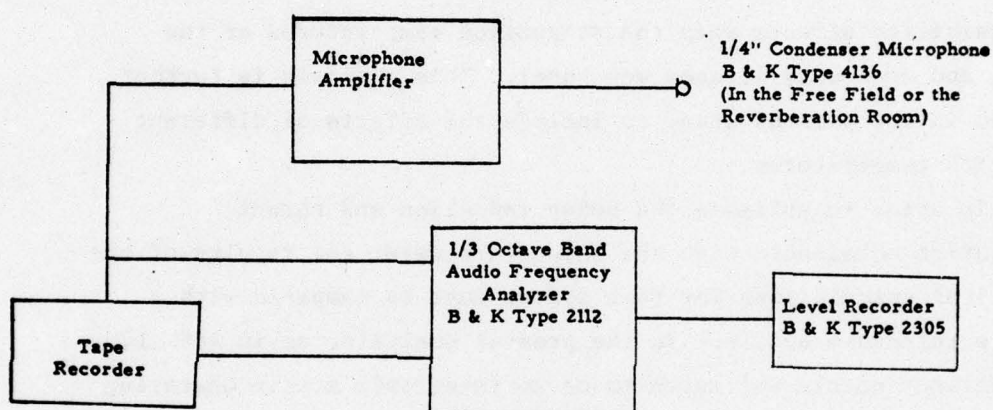 Microphone
Amplifier
1/4" Condenser Microphone
B & K Type 4136
(In the Free Field or the
Reverberation Room)
1/3 Octave Band
Audio Frequency
Analyzer
B & K Type 2112
Level Recorder
B & K Type 2305
Tape
Recorder